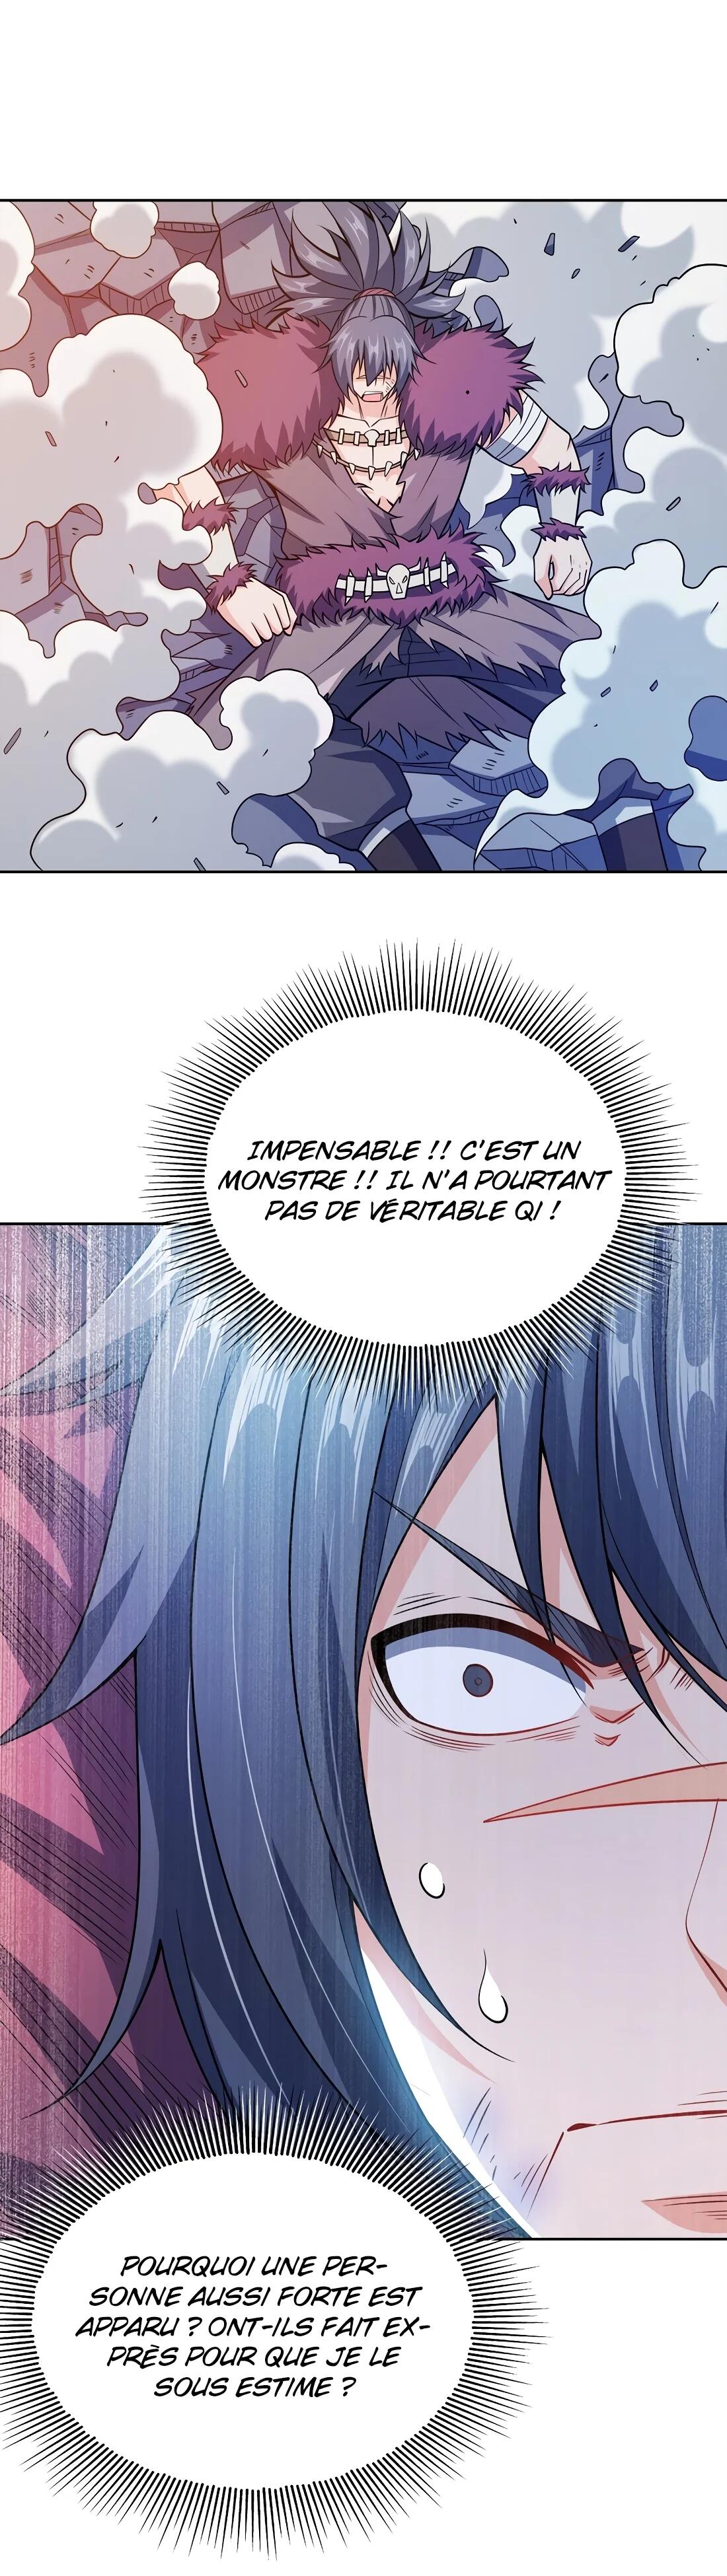 IMPENSABLE !! C'EST UN
MONSTRE !! IL N'A POURTANT
PAS DE VÉRITABLE QI !
POURQUOI UNE PER-
SONNE AUSSI FORTE EST
APPARU ? ONT-ILS FAIT EX-
PRÈS POUR QUE JE LE
SOUS ESTIME ?